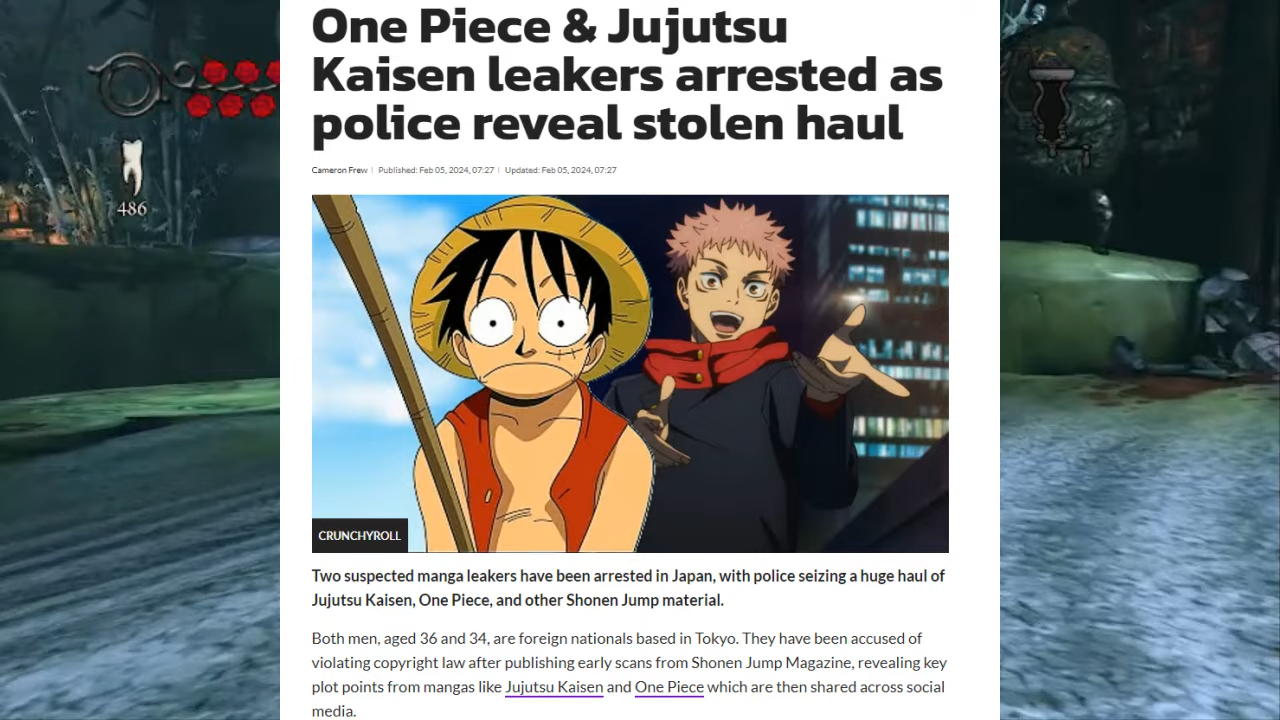 One Piece & Jujutsu
Kaisen leakers arrested as
police reveal stolen haul
Cameron Frew | Published: Feb 05, 2024, 07:27 | Updated: Feb 05, 2024, 07:27
486
CRUNCHYROLL
Two suspected manga leakers have been arrested in Japan, with police seizing a huge haul of
Jujutsu Kaisen, One Piece, and other Shonen Jump material.
Both men, aged 36 and 34, are foreign nationals based in Tokyo. They have been accused of
violating copyright law after publishing early scans from Shonen Jump Magazine, revealing key
plot points from mangas like Jujutsu Kaisen and One Piece which are then shared across social
media.